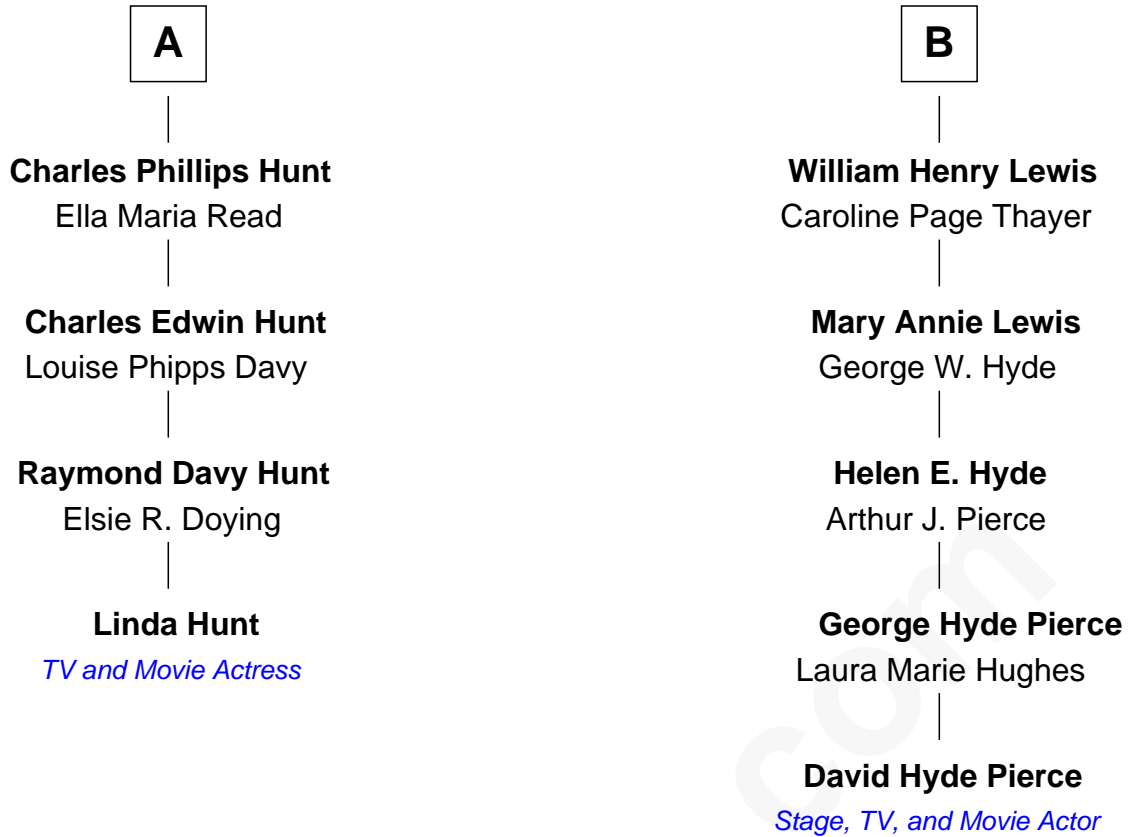 A
Charles Phillips Hunt
Ella Maria Read
Charles Edwin Hunt
Louise Phipps Davy
Raymond Davy Hunt
Elsie R. Doying
Linda Hunt
TV and Movie Actress
B
William Henry Lewis
Caroline Page Thayer
Mary Annie Lewis
George W. Hyde
Helen E. Hyde
Arthur J. Pierce
George Hyde Pierce
Laura Marie Hughes
David Hyde Pierce
Stage, TV, and Movie Actor
com